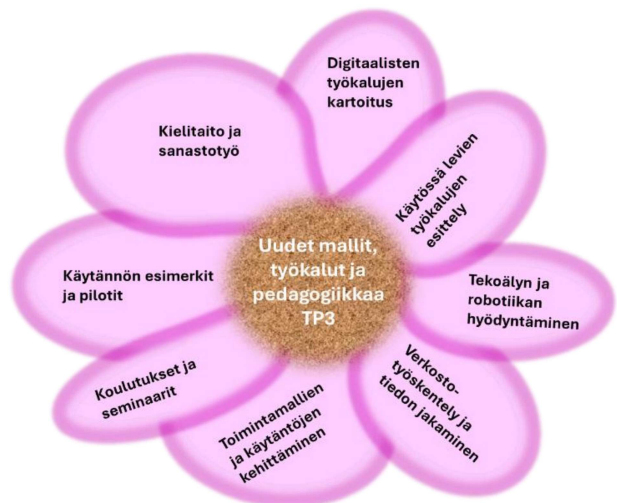 Digitaalisten
työkalujen
kartoitus
Kielitaito ja
sanastotyö
Käytössä levien
työkalujen
esittely
Uudet mallit,
työkalut ja
pedagogiikkaa
TP3
Käytännön esimerkit
ja pilotit
Tekoälyn ja
robotiikan
hyödyntäminen
Koulutukset ja
seminaarit
Verkosto-
työskentely ja
tiedon jakaminen
Toimintamallien
ja käytäntöjen
kehittäminen